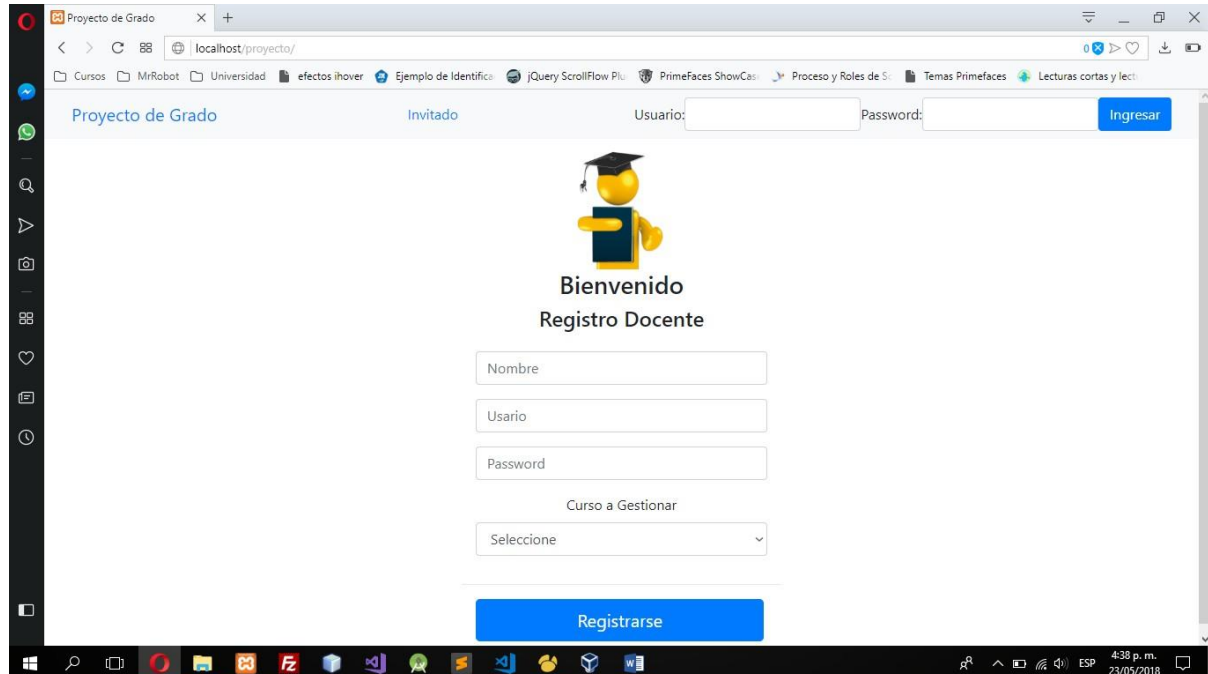 Proyecto de Grado
localhost/proyecto/
0
Cursos MrRobot Universidad efectos ihover Ejemplo de Identifica jQuery ScrollFlow Plu PrimeFaces ShowCas Proceso y Roles de Sc Temas Primefaces Lecturas cortas y lect
Proyecto de Grado Invitado Usuario: Password: Ingresar
Bienvenido
Registro Docente
Nombre
Usario
Password
Curso a Gestionar
Seleccione
Registrarse
ESP
4:38 p. m.
23/05/2018